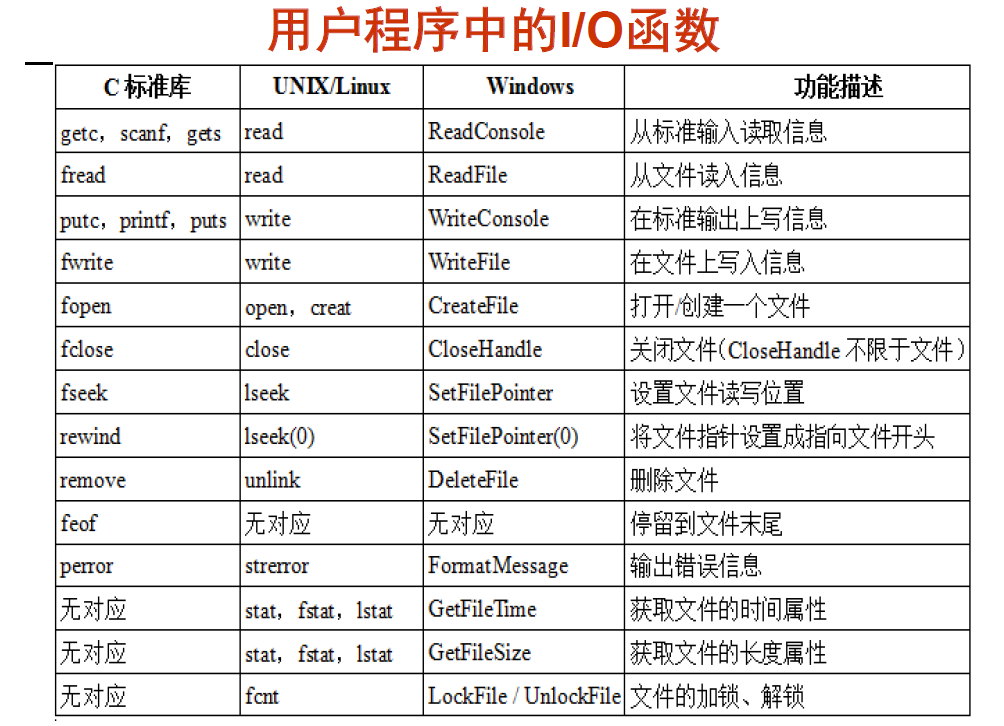 用户程序中的I/O函数
C 标准库 UNIX/Linux Windows 功能描述
getc，scanf，gets read ReadConsole 从标准输入读取信息
fread read ReadFile 从文件读入信息
putc，printf，puts write WriteConsole 在标准输出上写信息
fwrite write WriteFile 在文件上写入信息
fopen open，creat CreateFile 打开/创建一个文件
fclose close CloseHandle 关闭文件(CloseHandle 不限于文件)
fseek lseek SetFilePointer 设置文件读写位置
rewind lseek(0) SetFilePointer(0) 将文件指针设置成指向文件开头
remove unlink DeleteFile 删除文件
feof 无对应 无对应 停留到文件末尾
perror strerror FormatMessage 输出错误信息
无对应 stat，fstat，lstat GetFileTime 获取文件的时间属性
无对应 stat，fstat，lstat GetFileSize 获取文件的长度属性
无对应 fcnt LockFile / UnlockFile 文件的加锁、解锁